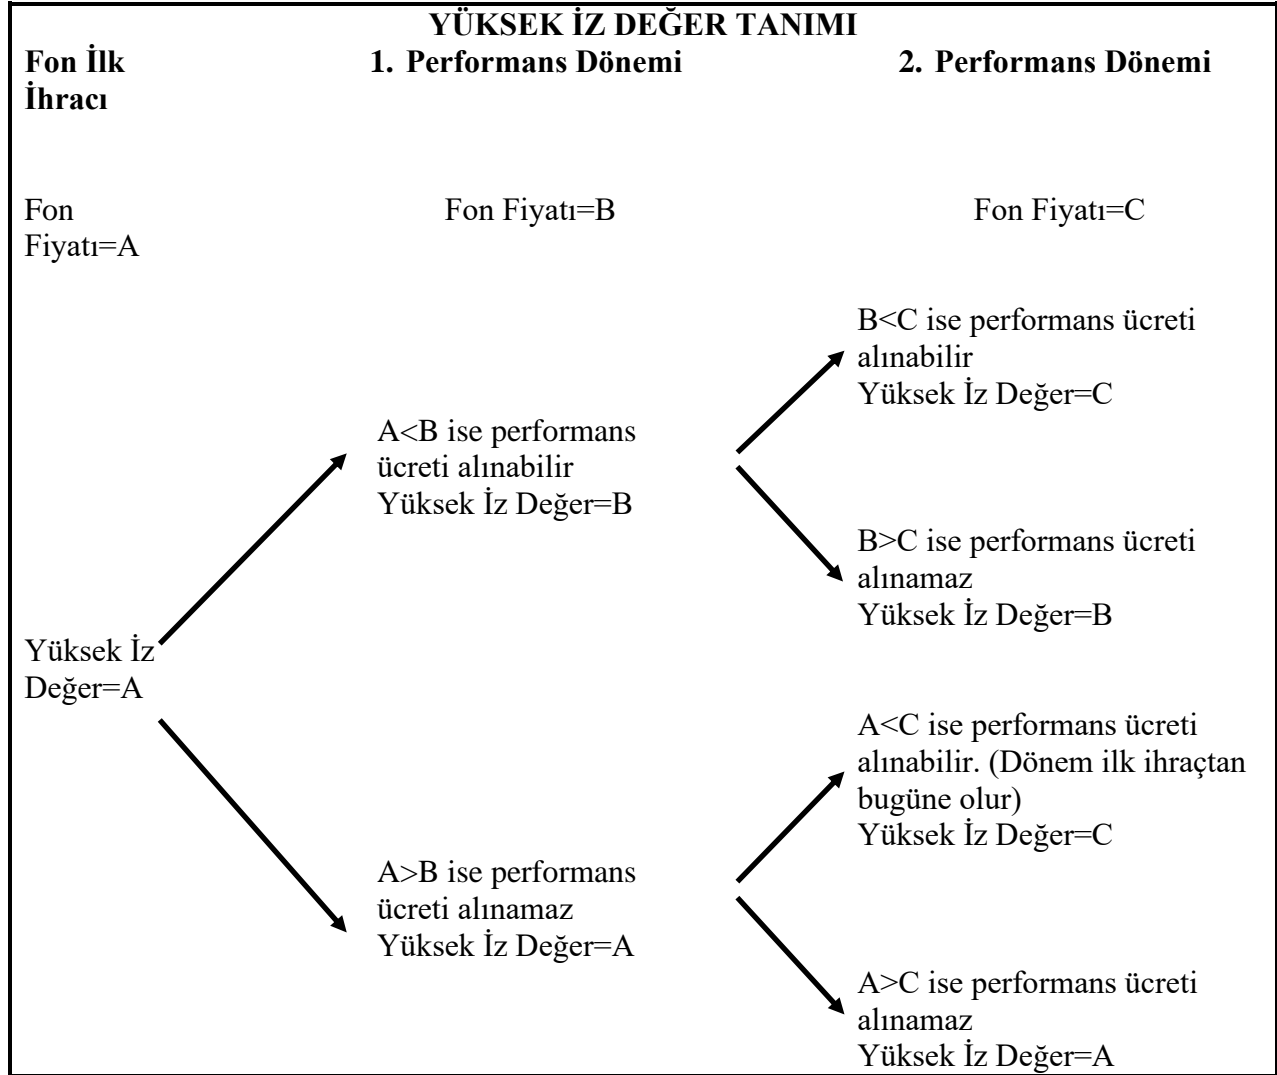 YÜKSEK İZ DEĞER TANIMI
Fon İlk
İhracı
1. Performans Dönemi
2. Performans Dönemi
Fon
Fiyatı=A
Fon Fiyatı=B
Fon Fiyatı=C
Yüksek İz
Değer=A
A<B ise performans
ücreti alınabilir
Yüksek İz Değer=B
A>B ise performans
ücreti alınamaz
Yüksek İz Değer=A
B<C ise performans ücreti
alınabilir
Yüksek İz Değer=C
B>C ise performans ücreti
alınamaz
Yüksek İz Değer=B
A<C ise performans ücreti
alınabilir. (Dönem ilk ihraçtan
bugüne olur)
Yüksek İz Değer=C
A>C ise performans ücreti
alınamaz
Yüksek İz Değer=A